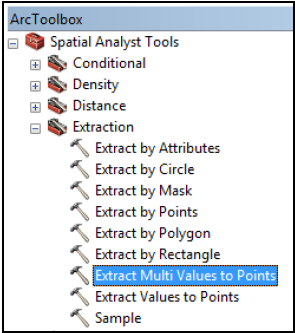 ArcToolbox
Spatial Analyst Tools
Conditional
Density
Distance
Extraction
Extract by Attributes
Extract by Circle
Extract by Mask
Extract by Points
Extract by Polygon
Extract by Rectangle
Extract Multi Values to Points
Extract Values to Points
Sample